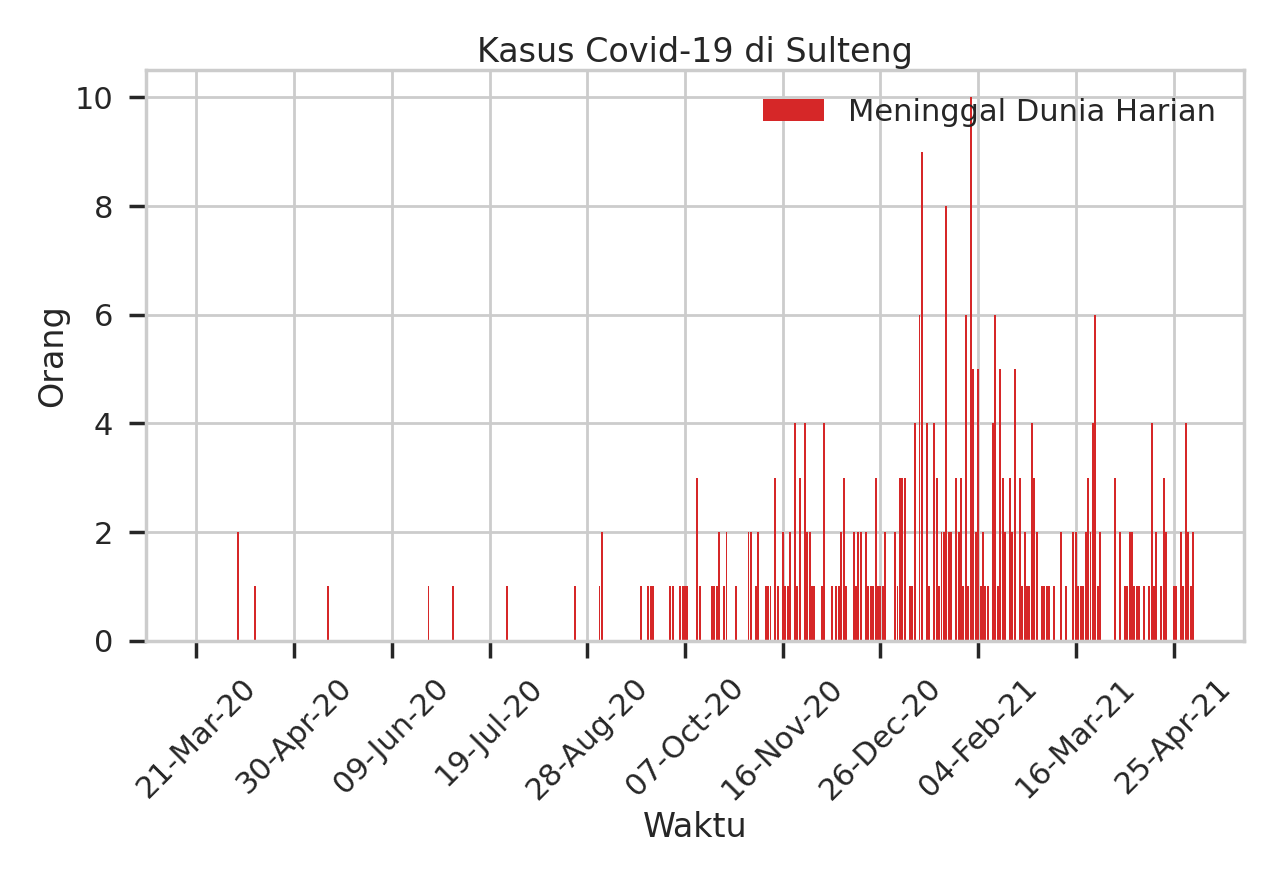 Kasus Covid-19 di Sulteng
Meninggal Dunia Harian
10
8
6
4
2
0
Orang
21-Mar-20
30-Apr-20
09-Jun-20
19-Jul-20
28-Aug-20
07-Oct-20
16-Nov-20
26-Dec-20
04-Feb-21
16-Mar-21
25-Apr-21
Waktu